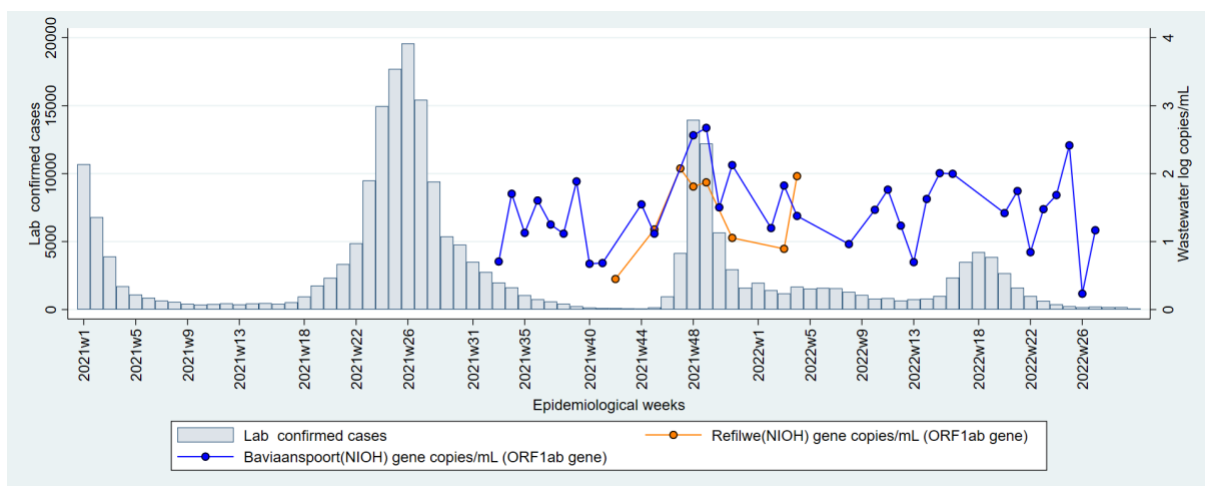 20000
15000
10000
5000
0
Lab confirmed cases
4
3
2
1
0
Wastewater log copies/mL
2021w1
2021w5
2021w9
2021w13
2021w18
2021w22
2021w26
2021w31
2021w35
2021w40
2021w44
2021w48
2022w1
2022w5
2022w9
2022w13
2022w18
2022w22
2022w26
Epidemiological weeks
Lab confirmed cases
Refilwe(NIOH) gene copies/mL (ORF1ab gene)
Baviaanspoort(NIOH) gene copies/mL (ORF1ab gene)